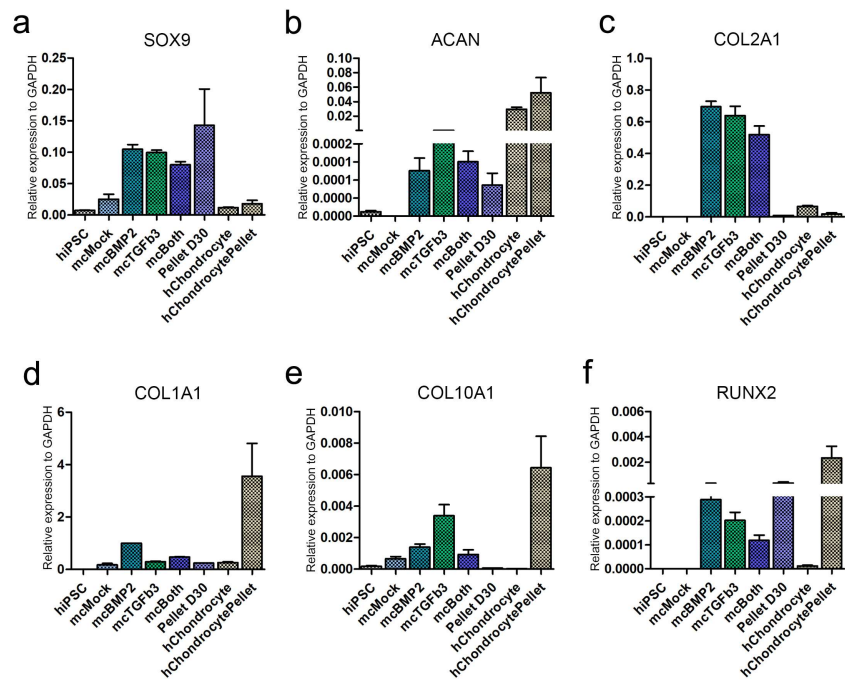 a
SOX9
Relative expression to GAPDH
0.25
0.20
0.15
0.10
0.05
0.00
hiPSC
mcMock
mcBMP2
mcTGFb3
mcBoth
Pellet D30
hChondrocyte
hChondrocytePellet
b
ACAN
Relative expression to GAPDH
0.10
0.08
0.06
0.04
0.02
0.0002
0.0001
0.0001
0.0000
0.0000
hiPSC
mcMock
mcBMP2
mcTGFb3
mcBoth
Pellet D30
hChondrocyte
hChondrocytePellet
c
COL2A1
Relative expression to GAPDH
1.0
0.8
0.6
0.4
0.2
0.0
hiPSC
mcMock
mcBMP2
mcTGFb3
mcBoth
Pellet D30
hChondrocyte
hChondrocytePellet
d
COL1A1
Relative expression to GAPDH
6
4
2
0
hiPSC
mcMock
mcBMP2
mcTGFb3
mcBoth
Pellet D30
hChondrocyte
hChondrocytePellet
e
COL10A1
Relative expression to GAPDH
0.010
0.008
0.006
0.004
0.002
0.000
hiPSC
mcMock
mcBMP2
mcTGFb3
mcBoth
Pellet D30
hChondrocyte
hChondrocytePellet
f
RUNX2
Relative expression to GAPDH
0.006
0.004
0.002
0.0003
0.0002
0.0001
0.0000
hiPSC
mcMock
mcBMP2
mcTGFb3
mcBoth
Pellet D30
hChondrocyte
hChondrocytePellet